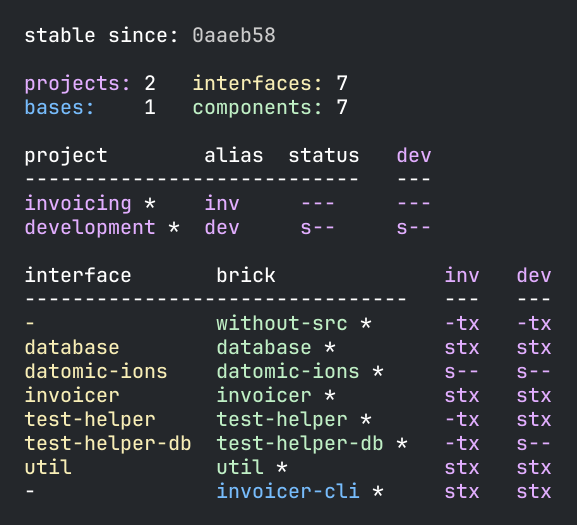 stable since: 0aaeb58
projects: 2   interfaces: 7
bases:    1   components: 7
project        alias  status   dev
----------------------------   ---
invoicing *    inv     ---     ---
development *  dev     s--     s--
interface       brick              inv   dev
--------------------------------   ---   ---
-               without-src *      -tx   -tx
database        database *         stx   stx
datomic-ions    datomic-ions *     s--   s--
invoicer        invoicer *         stx   stx
test-helper     test-helper *      -tx   stx
test-helper-db  test-helper-db *   -tx   s--
util            util *             stx   stx
-               invoicer-cli *     stx   stx